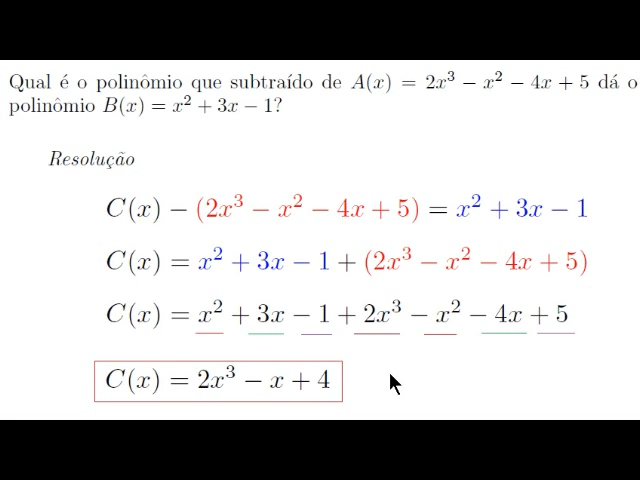 Qual é o polinômio que subtraído de A(x) = 2x³ − x² − 4x + 5 dá o
polinômio B(x) = x² + 3x − 1?
Resolução
C(x) − (2x³ − x² − 4x + 5) = x² + 3x − 1
C(x) = x² + 3x − 1 + (2x³ − x² − 4x + 5)
C(x) = x² + 3x − 1 + 2x³ − x² − 4x + 5
C(x) = 2x³ − x + 4